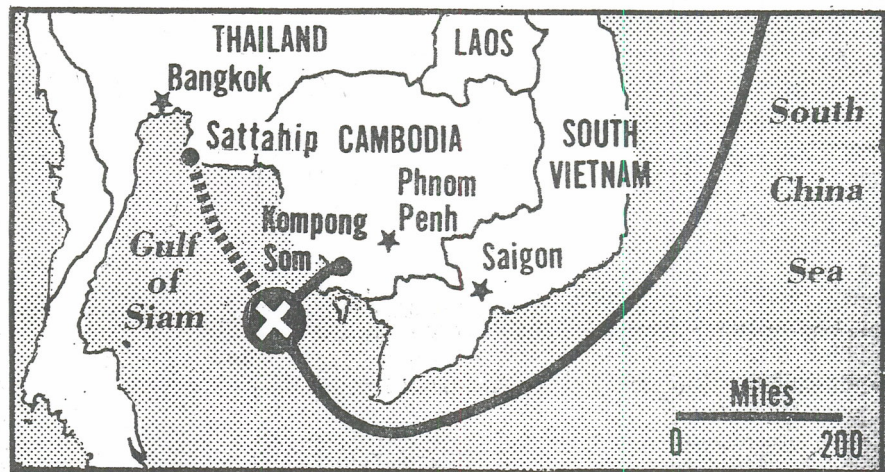 THAILAND
LAOS
Bangkok
Sattahip
CAMBODIA
SOUTH
VIETNAM
South
China
Sea
Phnom
Penh
Kompong
Som
Gulf
of
Siam
Saigon
X
Miles
0 200